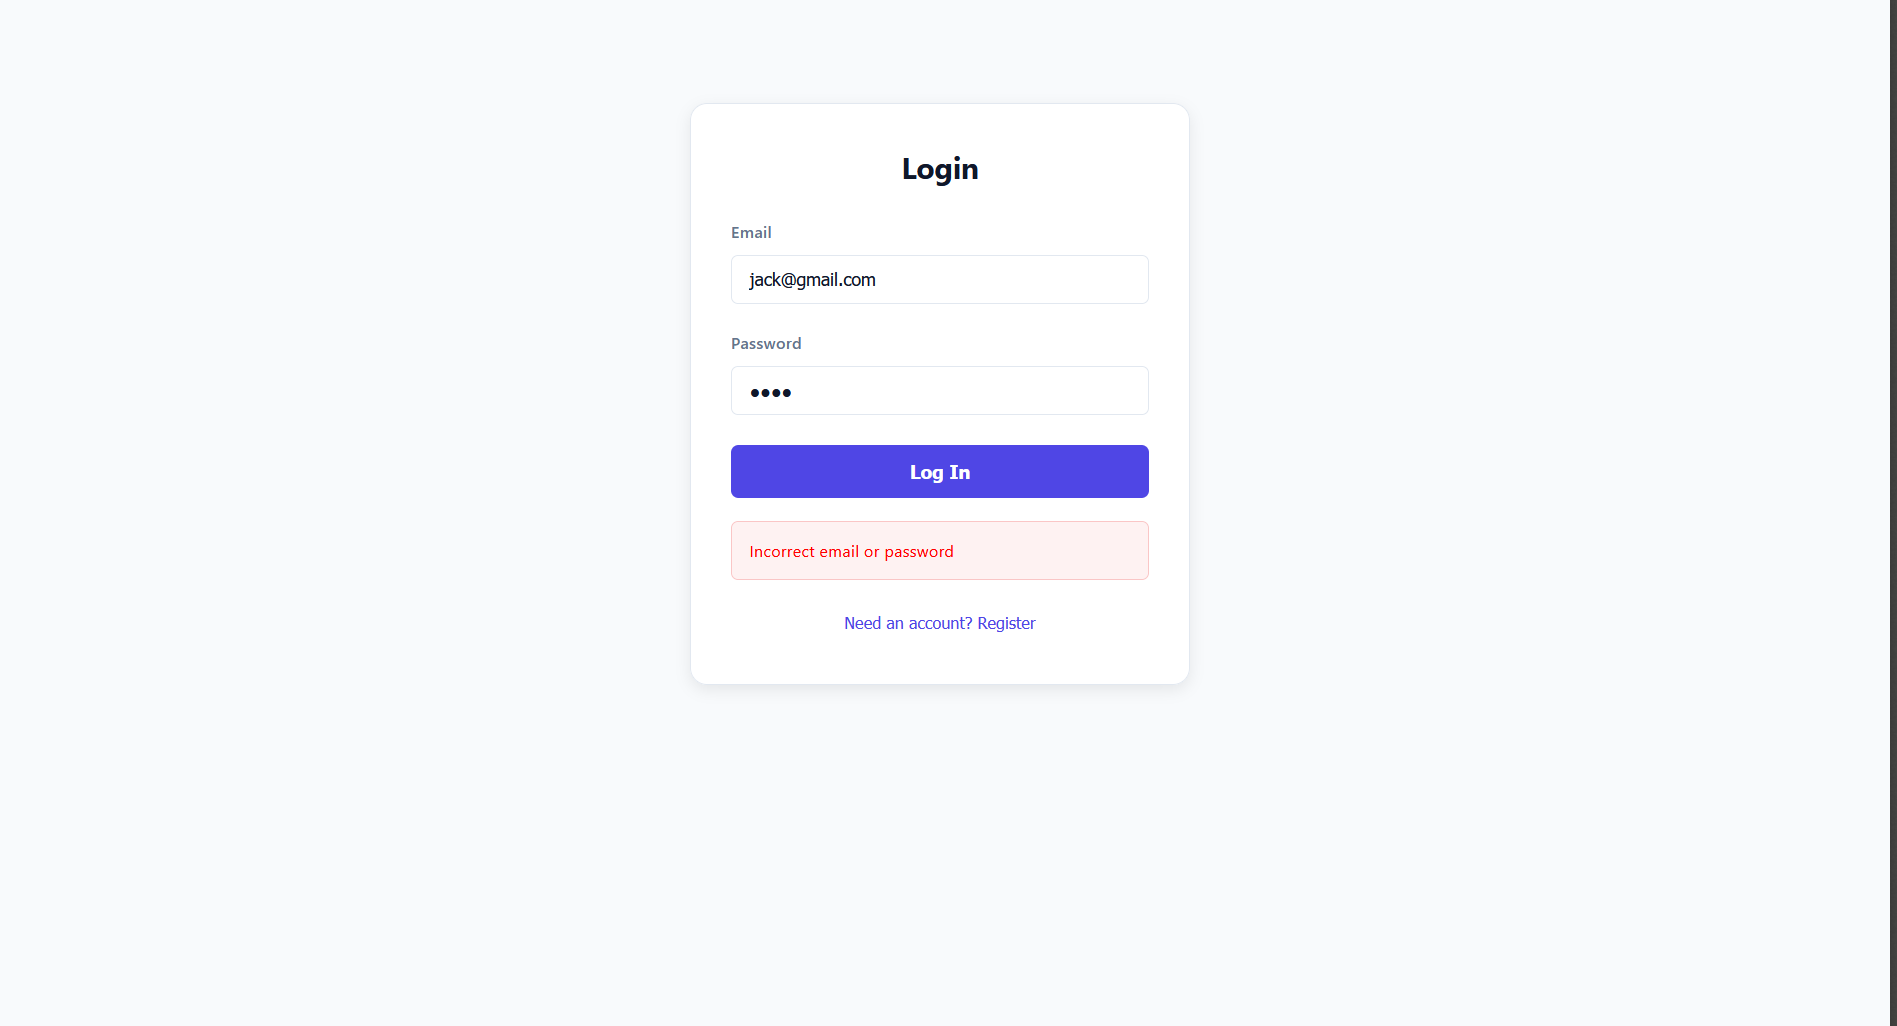 Login
Email
jack@gmail.com
Password
••••
Log In
Incorrect email or password
Need an account? Register